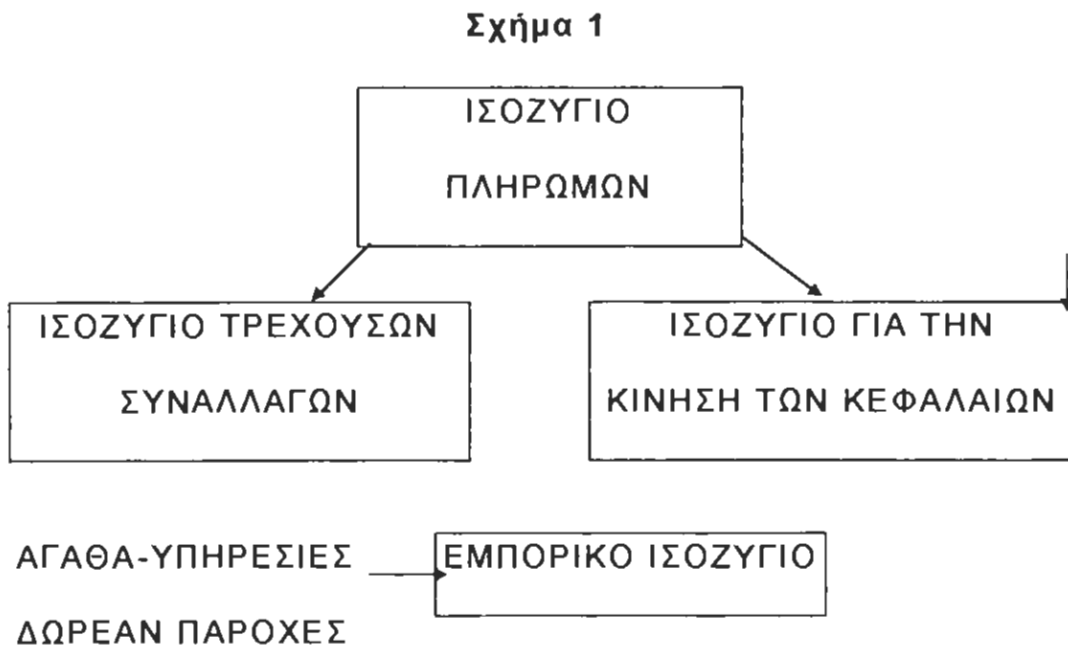 Σχήμα 1
ΙΣΟΖΥΓΙΟ
ΠΛΗΡΩΜΩΝ
ΙΣΟΖΥΓΙΟ ΤΡΕΧΟΥΣΩΝ
ΣΥΝΑΛΛΑΓΩΝ
ΙΣΟΖΥΓΙΟ ΓΙΑ ΤΗΝ
ΚΙΝΗΣΗ ΤΩΝ ΚΕΦΑΛΑΙΩΝ
ΑΓΑΘΑ-ΥΠΗΡΕΣΙΕΣ
ΔΩΡΕΑΝ ΠΑΡΟΧΕΣ
ΕΜΠΟΡΙΚΟ ΙΣΟΖΥΓΙΟ